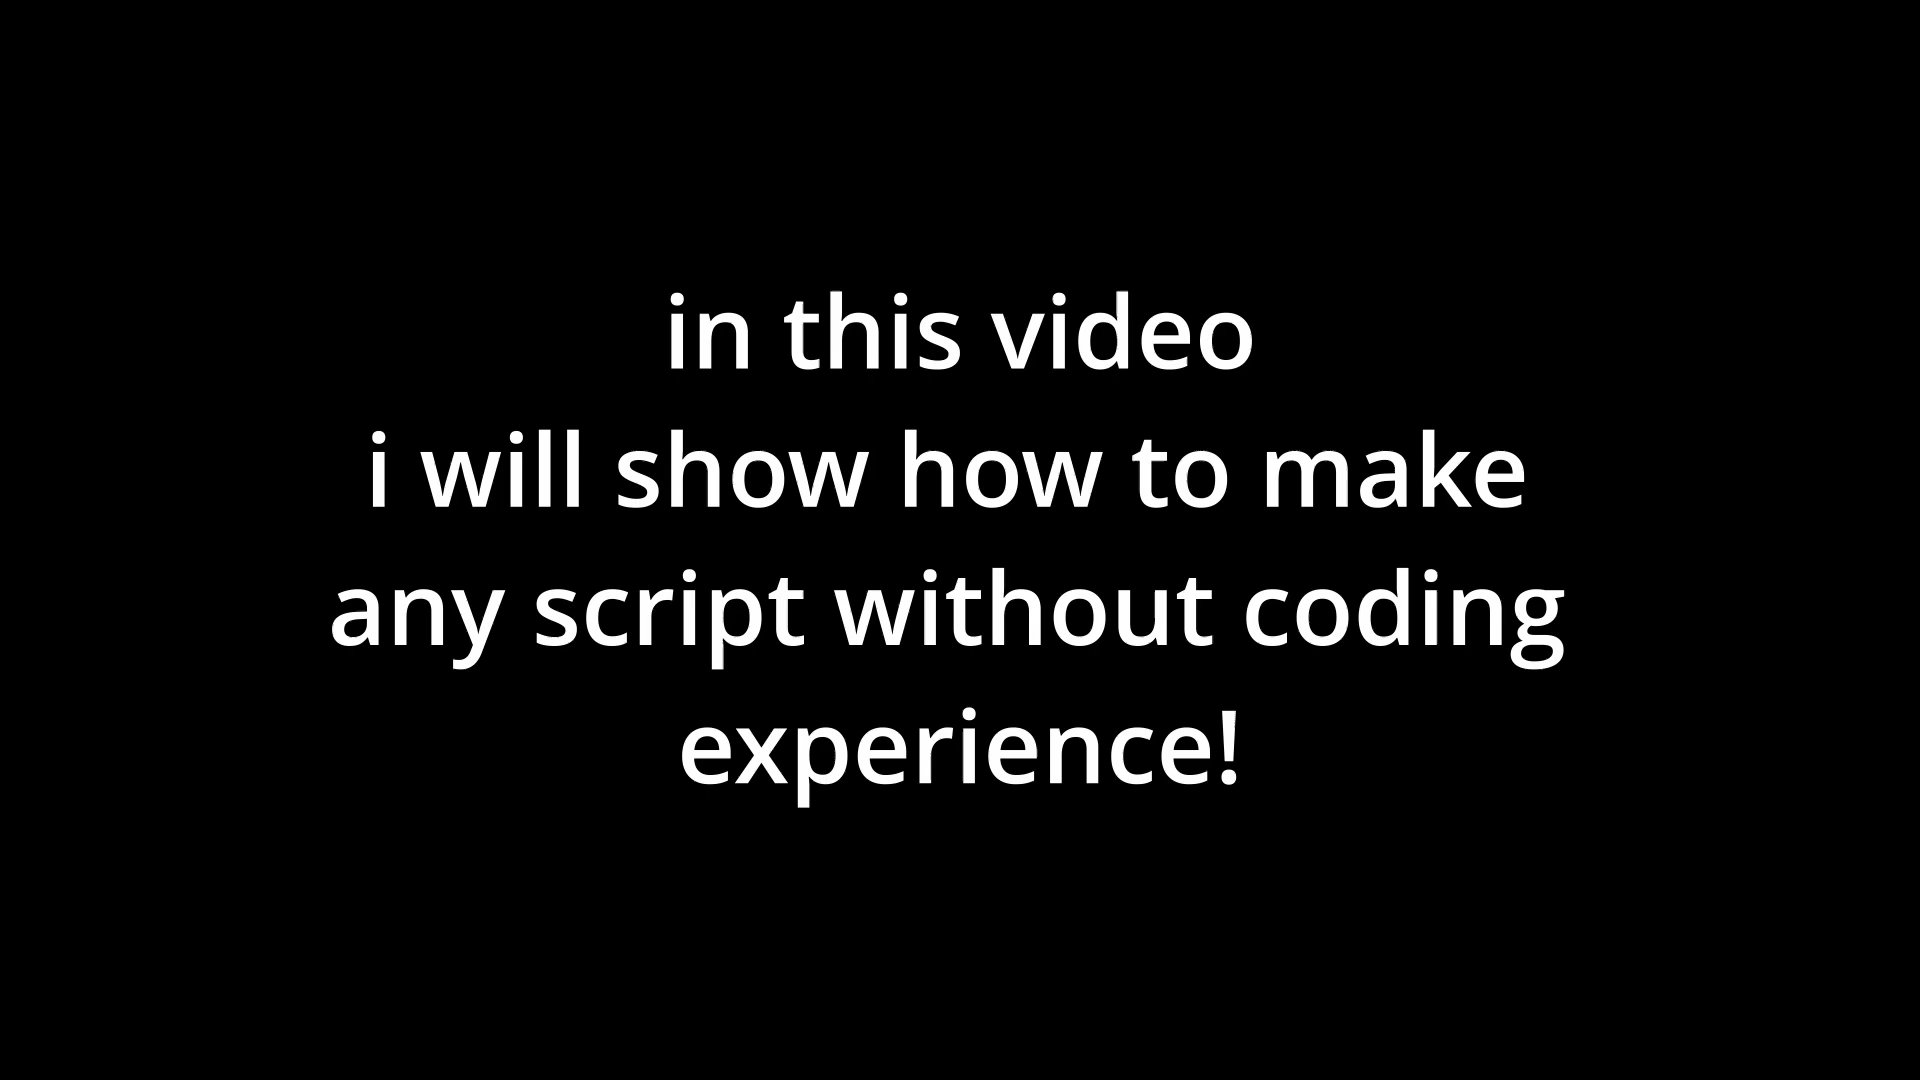 in this video
i will show how to make
any script without coding
experience!